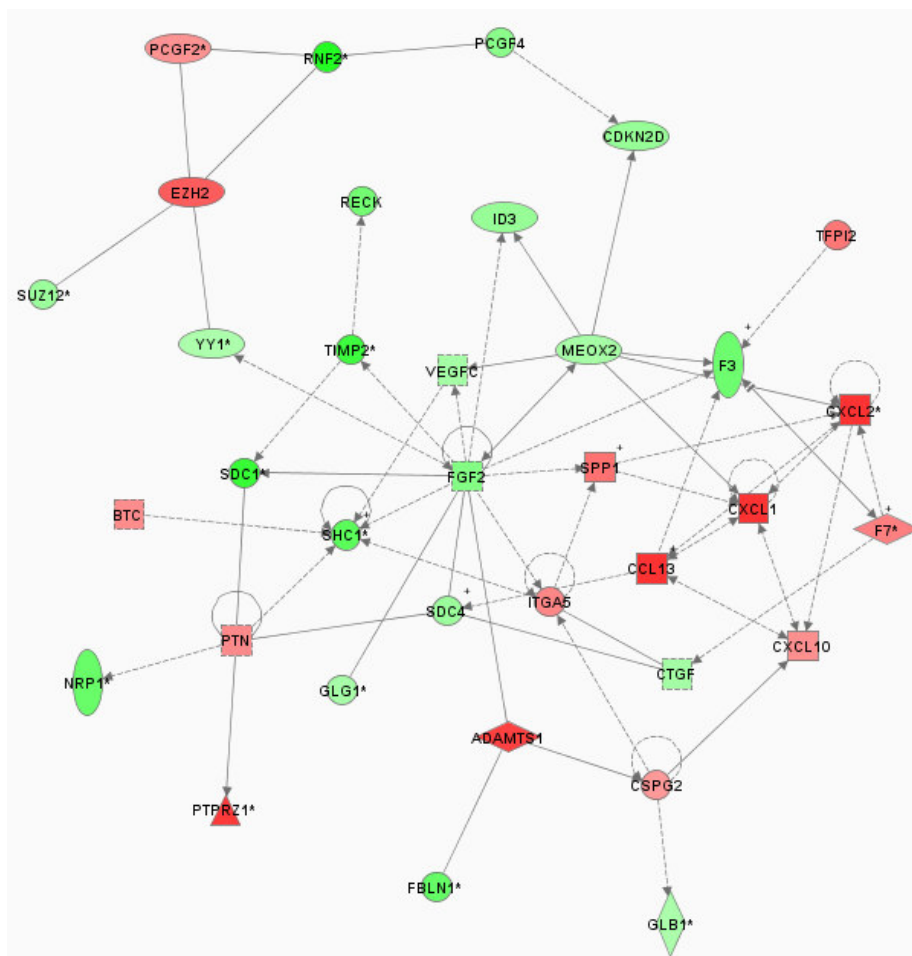 PCGF2*
RNF2*
PCGF4
CDKN2D
EZH2
RECK
ID3
TFPI2
SUZ12*
+
YY1*
TIMP2*
MEOX2
F3
VEGFC
CXCL2*
SDC1*
FGF2
+
SPP1
BTC
+
SHC1*
CXCL1
+
F7*
+
CCL13
ITGA5
+
SDC4
PTN
CXCL10
NRP1*
GLG1*
CTGF
ADAMTS1
CSPG2
PTPRZ1*
FBLN1*
GLB1*